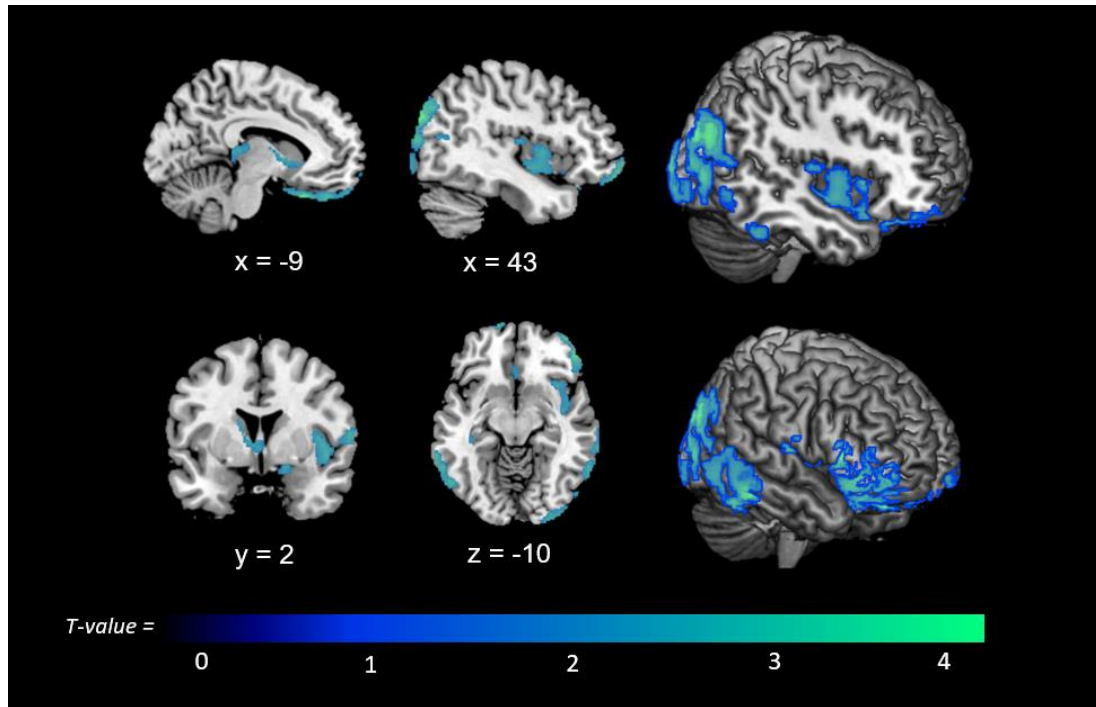 x = -9
x = 43
y = 2
z = -10
T-value =
0 1 2 3 4